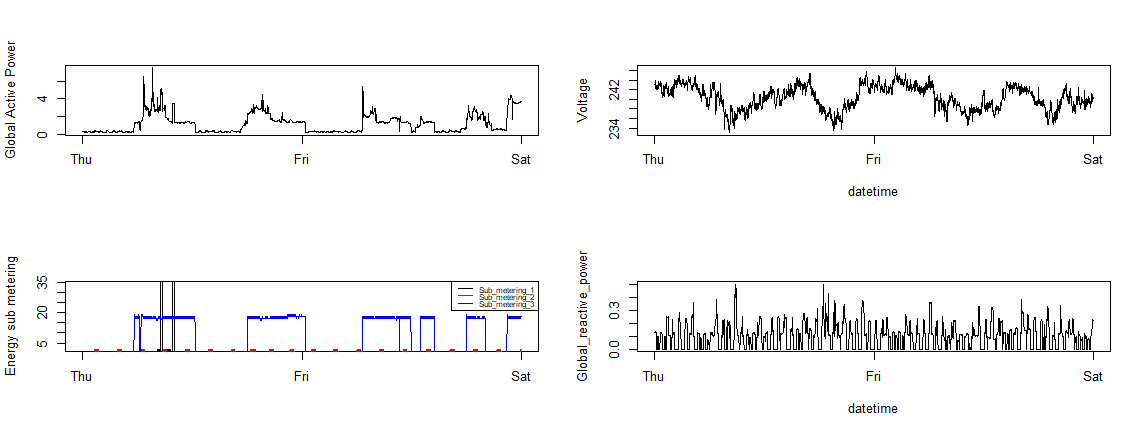 Global Active Power
4
0
Thu
Fri
Sat
Voltage
242
234
Thu
Fri
Sat
datetime
Energy sub metering
35
20
5
Sub_metering_1
Sub_metering_2
Sub_metering_3
Thu
Fri
Sat
Global_reactive_power
0.3
0.0
Thu
Fri
Sat
datetime